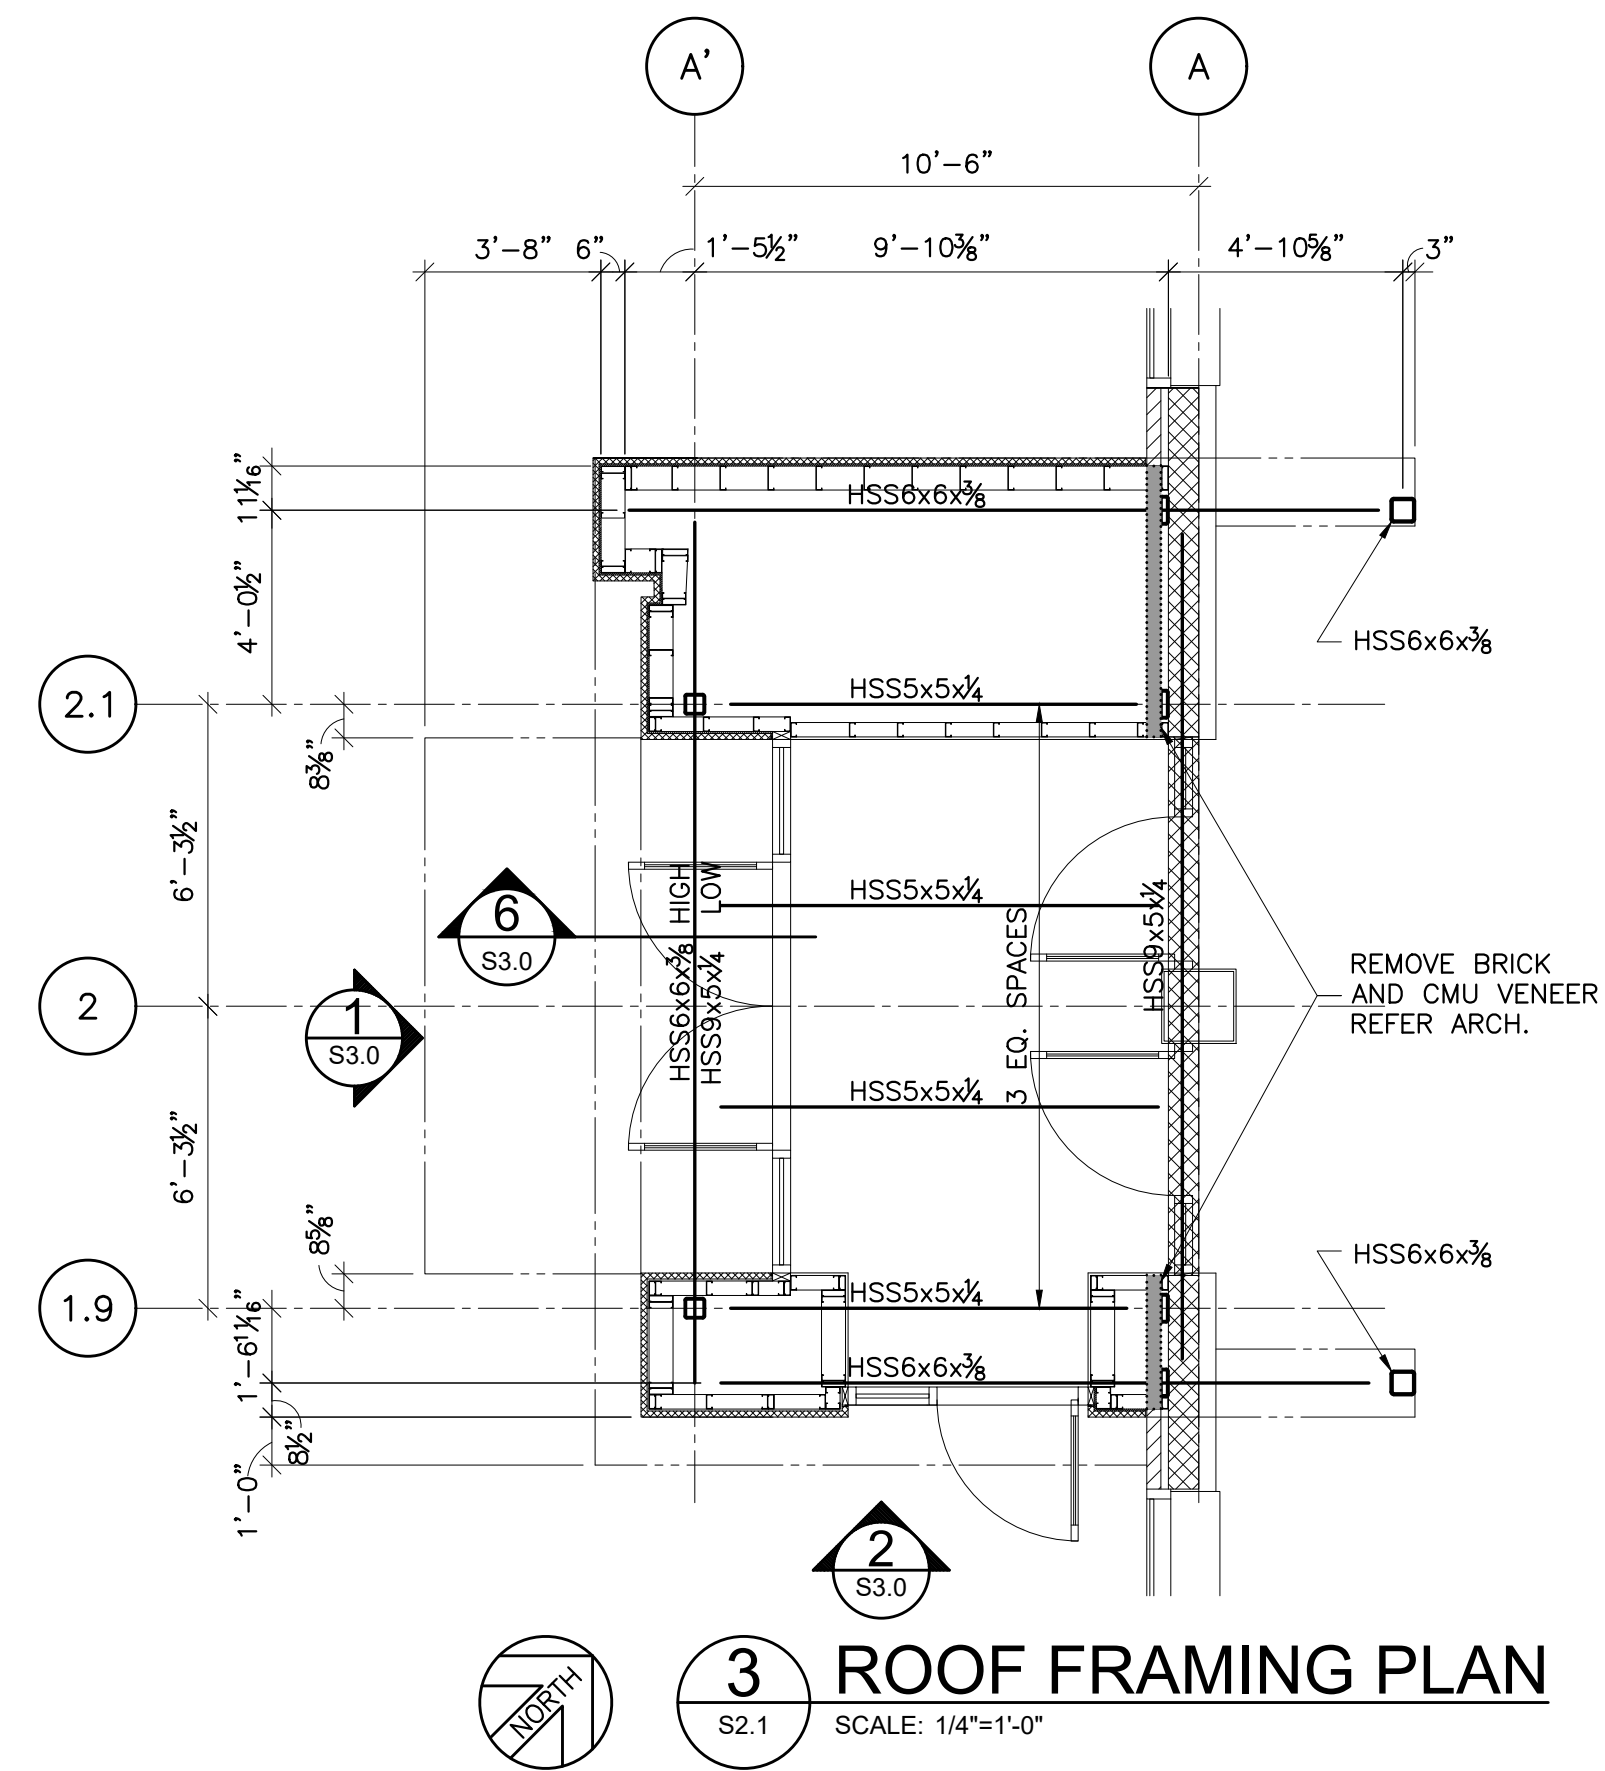 A’
A
10’–6”
3’–8”
6”
1’–5½”
9’–10⅜”
4’–10⅝”
3”
11 1/16”
HSS6x6x⅜
4’–0½”
HSS6x6x⅜
2.1
HSS5x5x¼
8⅜”
6’–3½”
HIGH
LOW
HSS5x5x¼
6
S3.0
HSS6x6x⅜
HSS9x5x¼
3 EQ. SPACES
HSS9x5x¼
REMOVE BRICK
AND CMU VENEER
REFER ARCH.
2
1
S3.0
HSS5x5x¼
6’–3½”
8⅝”
HSS6x6x⅜
1.9
HSS5x5x¼
1’–6 11/16”
HSS6x6x⅜
8½”
1’–0”
2
S3.0
NORTH
3
S2.1
ROOF FRAMING PLAN
SCALE: 1/4"=1'-0"